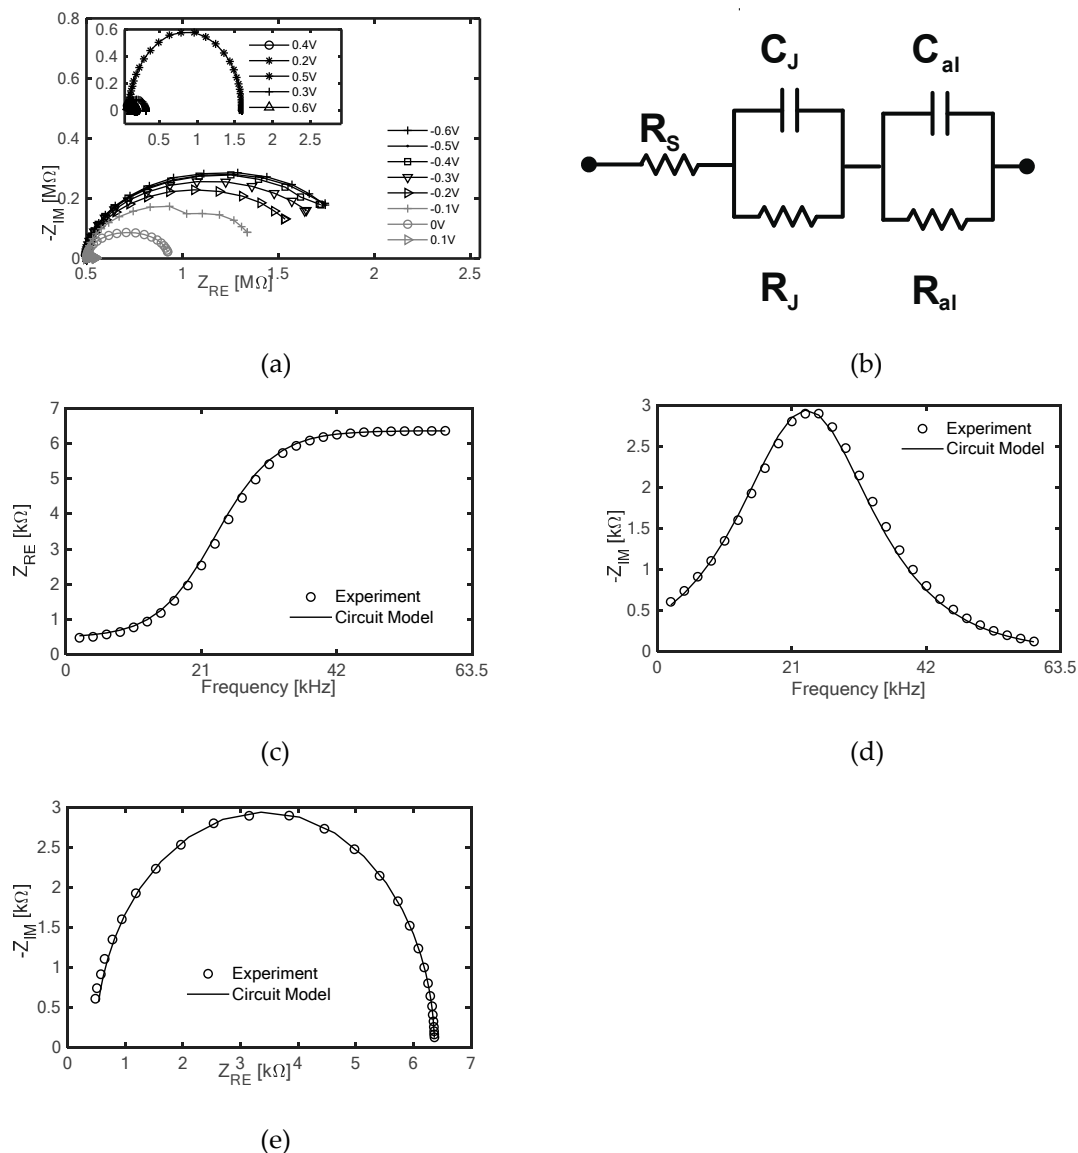 0.8
0.6
0.4
0.2
0
-Z_IM [MΩ]
0.6
0.4
0.2
0
0.5 1 1.5 2 2.5
0.4V
0.2V
0.5V
0.3V
0.6V
-0.6V
-0.5V
-0.4V
-0.3V
-0.2V
-0.1V
0V
0.1V
0.5 1 1.5 2 2.5
Z_RE [MΩ]
(a)
C_J C_al
R_S
R_J R_al
(b)
7
6
5
4
3
2
1
0
Z_RE [kΩ]
Experiment
Circuit Model
0 21 42 63.5
Frequency [kHz]
(c)
3
2.5
2
1.5
1
0.5
0
-Z_IM [kΩ]
Experiment
Circuit Model
0 21 42 63.5
Frequency [kHz]
(d)
3
2.5
2
1.5
1
0.5
0
-Z_IM [kΩ]
Experiment
Circuit Model
0 1 2 3 4 5 6 7
Z_RE [kΩ]
(e)